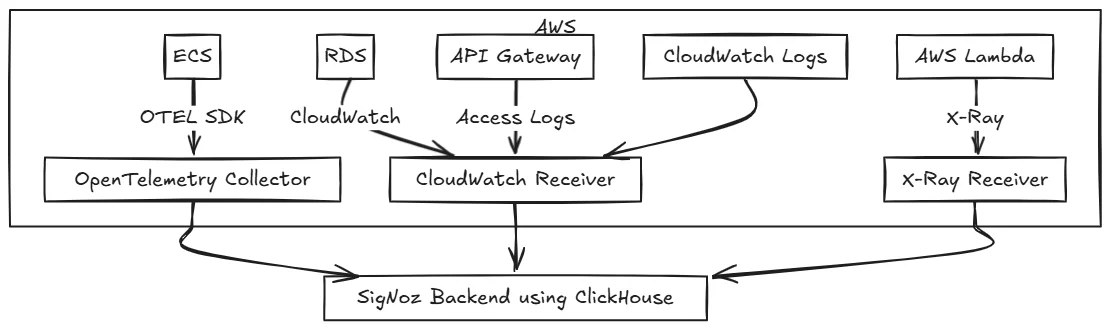 AWS
ECS
RDS
API Gateway
CloudWatch Logs
AWS Lambda
OTEL SDK
CloudWatch
Access Logs
X-Ray
OpenTelemetry Collector
CloudWatch Receiver
X-Ray Receiver
SigNoz Backend using ClickHouse